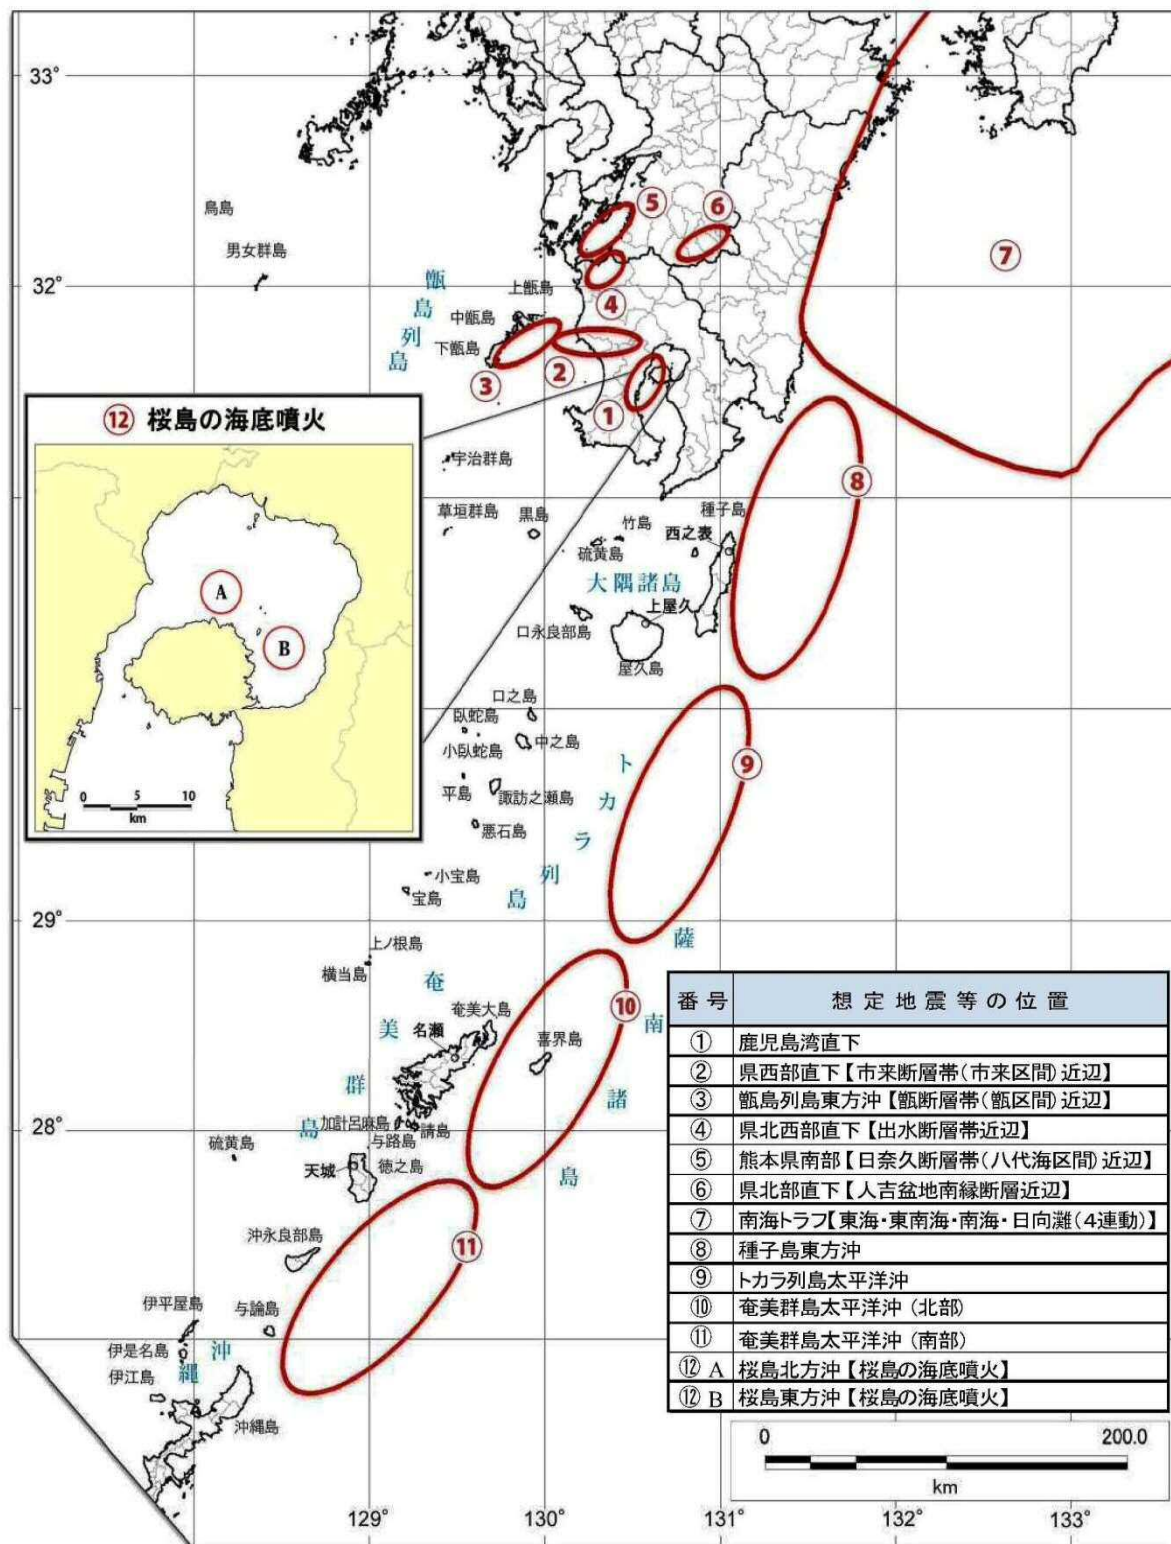 33°
⑤
⑥
鳥島
男女群島
⑦
32°
甑島列島
上甑島
中甑島
下甑島
④
③
②
①
⑫ 桜島の海底噴火
A
B
0 5 10
km
宇治群島
草垣群島
黒島
竹島
硫黄島
種子島
西之表
⑧
大隅諸島
上屋久
口永良部島
屋久島
口之島
臥蛇島
小臥蛇島
中之島
平島
諏訪之瀬島
悪石島
トカラ列島
⑨
小宝島
宝島
29°
薩南諸島
上ノ根島
横当島
奄美群島
奄美大島
名瀬
喜界島
⑩
28°
加計呂麻島
請島
与路島
硫黄島
天城
徳之島
沖永良部島
⑪
伊平屋島
与論島
伊是名島
沖縄
伊江島
沖縄島
番号 想定地震等の位置
① 鹿児島湾直下
② 県西部直下【市来断層帯(市来区間)近辺】
③ 甑島列島東方沖【甑断層帯(甑区間)近辺】
④ 県北西部直下【出水断層帯近辺】
⑤ 熊本県南部【日奈久断層帯(八代海区間)近辺】
⑥ 県北部直下【人吉盆地南縁断層近辺】
⑦ 南海トラフ【東海・東南海・南海・日向灘(4連動)】
⑧ 種子島東方沖
⑨ トカラ列島太平洋沖
⑩ 奄美群島太平洋沖(北部)
⑪ 奄美群島太平洋沖(南部)
⑫ A 桜島北方沖【桜島の海底噴火】
⑫ B 桜島東方沖【桜島の海底噴火】
0 200.0
km
129° 130° 131° 132° 133°